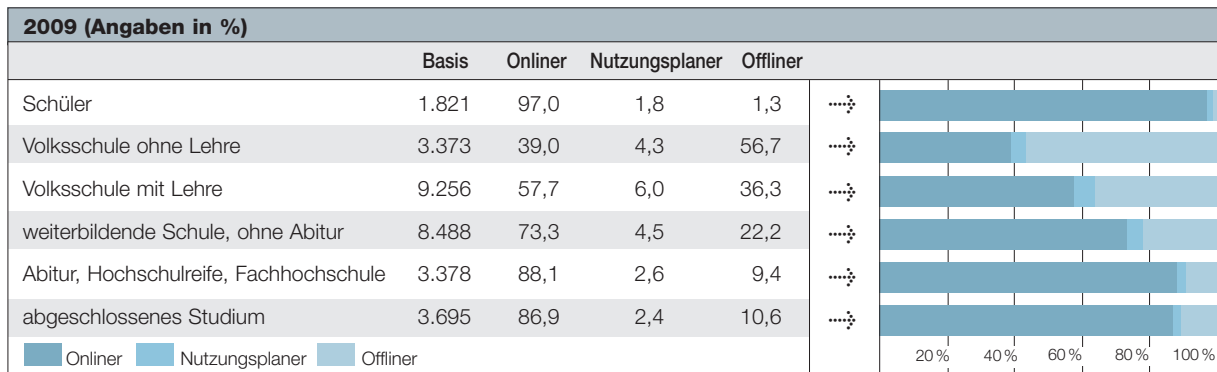 2009 (Angaben in %)
Basis Onliner Nutzungsplaner Offliner
Schüler 1.821 97,0 1,8 1,3
Volksschule ohne Lehre 3.373 39,0 4,3 56,7
Volksschule mit Lehre 9.256 57,7 6,0 36,3
weiterbildende Schule, ohne Abitur 8.488 73,3 4,5 22,2
Abitur, Hochschulreife, Fachhochschule 3.378 88,1 2,6 9,4
abgeschlossenes Studium 3.695 86,9 2,4 10,6
Onliner Nutzungsplaner Offliner 20 % 40 % 60 % 80 % 100 %